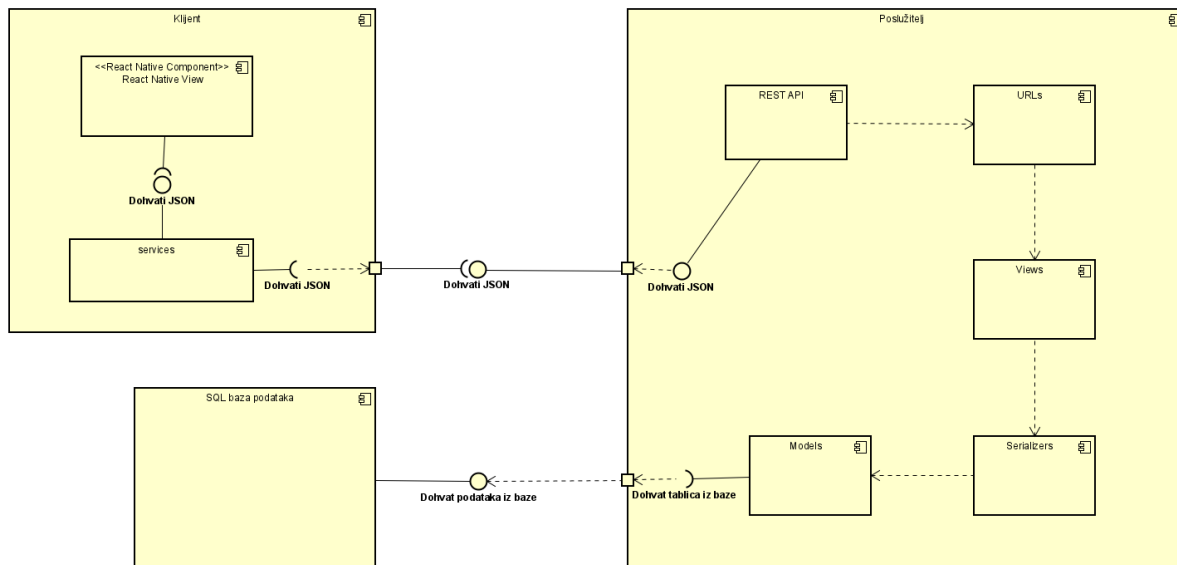 Klijent
<<React Native Component>>
React Native View
Dohvati JSON
services
Dohvati JSON
Dohvati JSON
Poslužitelj
REST API
URLs
Dohvati JSON
Views
SQL baza podataka
Dohvat podataka iz baze
Dohvat tablica iz baze
Models
Serializers